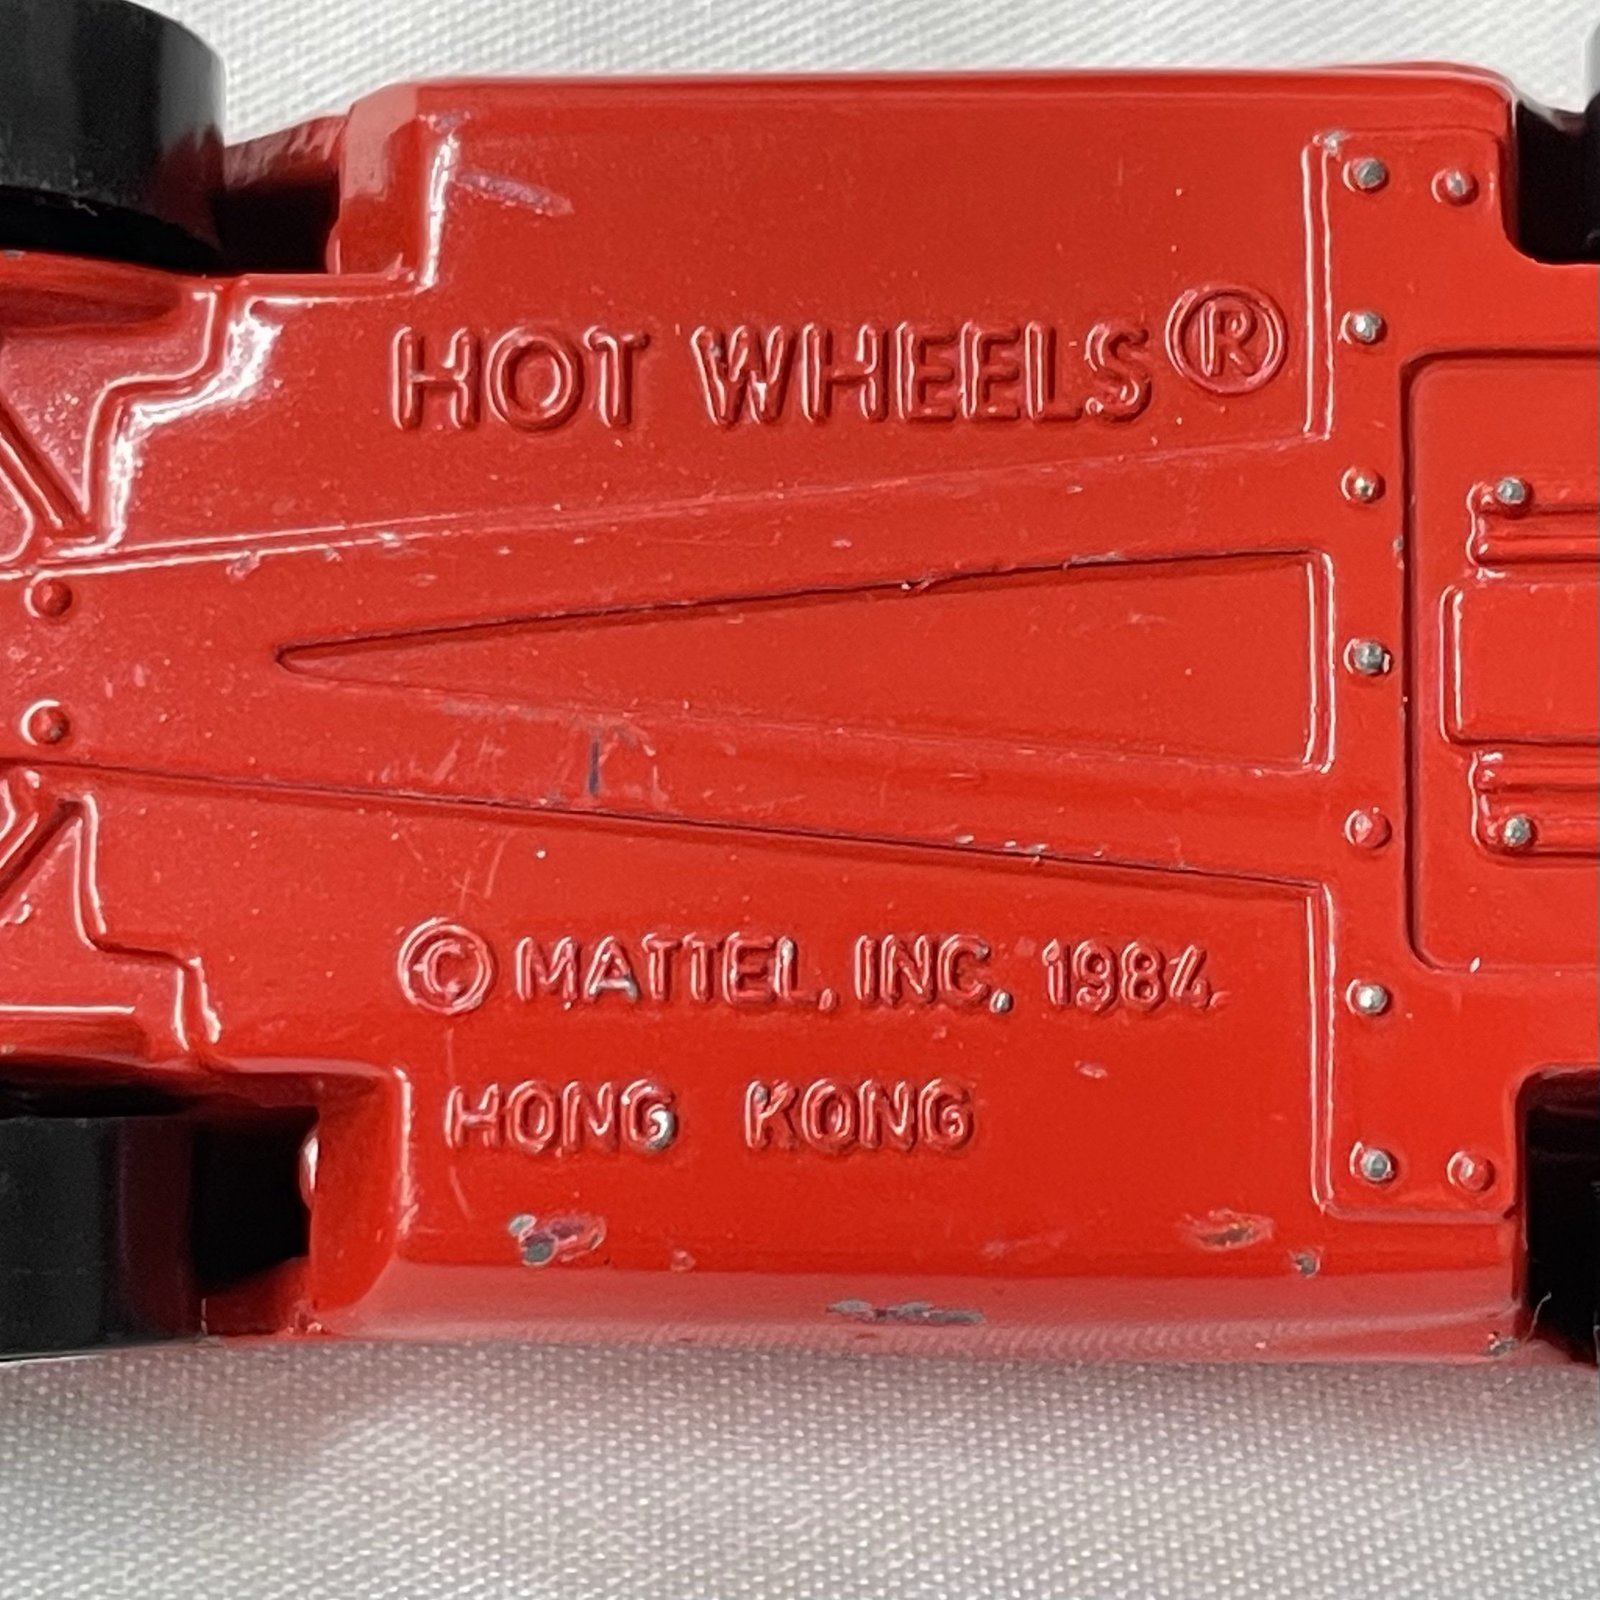 HOT WHEELS®
© MATTEL, INC. 1984
HONG KONG